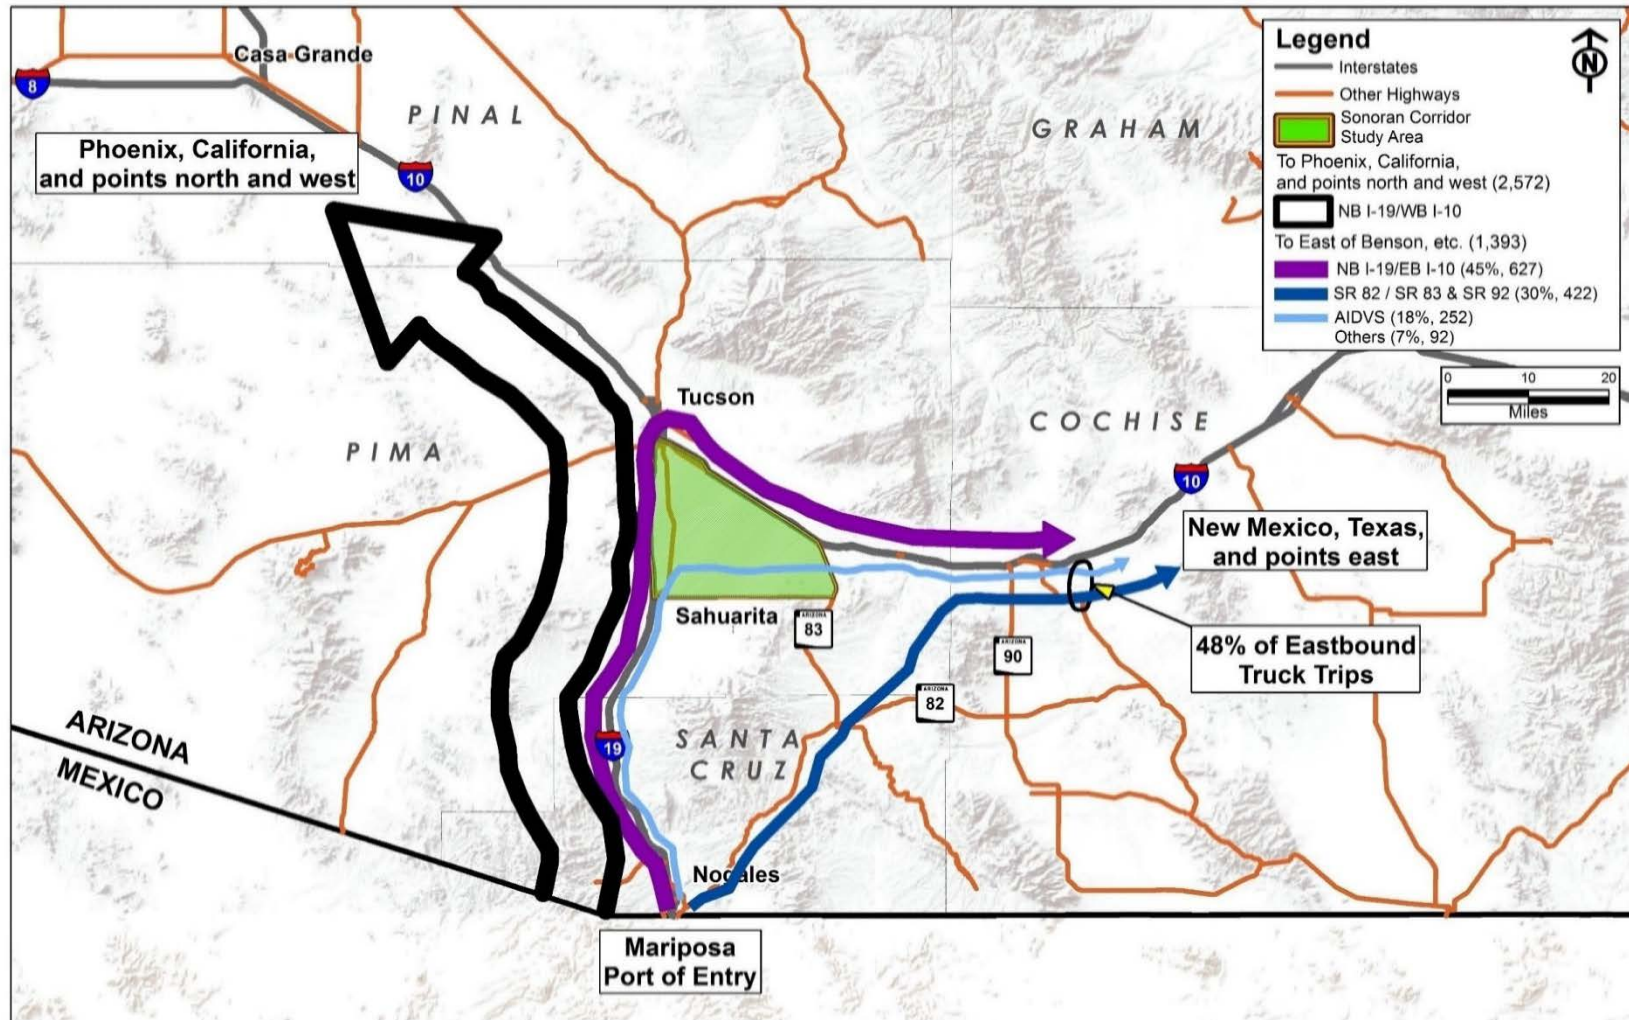 Casa Grande
8
PINAL
GRAHAM
Phoenix, California,
and points north and west
10
Legend
N
Interstates
Other Highways
Sonoran Corridor
Study Area
To Phoenix, California,
and points north and west (2,572)
NB I-19/WB I-10
To East of Benson, etc. (1,393)
NB I-19/EB I-10 (45%, 627)
SR 82 / SR 83 & SR 92 (30%, 422)
AIDVS (18%, 252)
Others (7%, 92)
0 10 20
Miles
Tucson
COCHISE
PIMA
10
New Mexico, Texas,
and points east
Sahuarita
ARIZONA
83
ARIZONA
90
48% of Eastbound
Truck Trips
ARIZONA
82
ARIZONA
MEXICO
SANTA
CRUZ
19
Nogales
Mariposa
Port of Entry